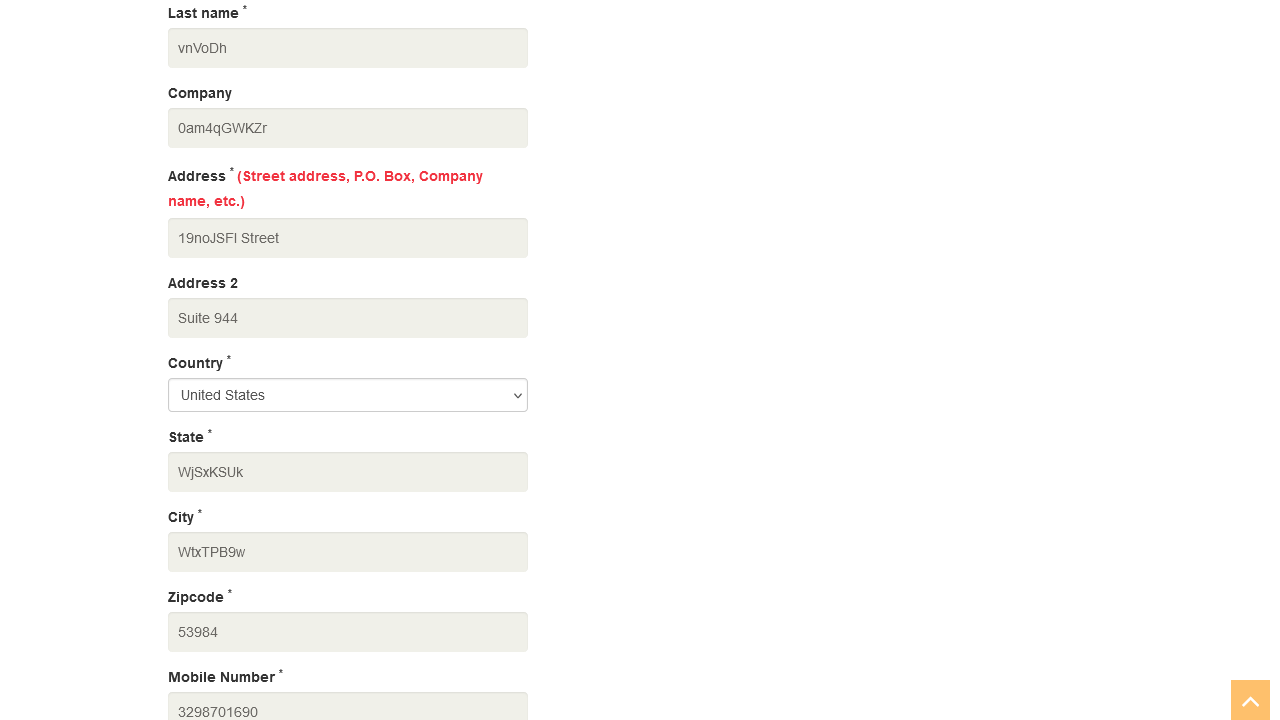 Last name *
vnVoDh
Company
0am4qGWKZr
Address * (Street address, P.O. Box, Company
name, etc.)
19noJSFI Street
Address 2
Suite 944
Country *
United States
State *
WjSxKSUk
City *
WtxTPB9w
Zipcode *
53984
Mobile Number *
3298701690